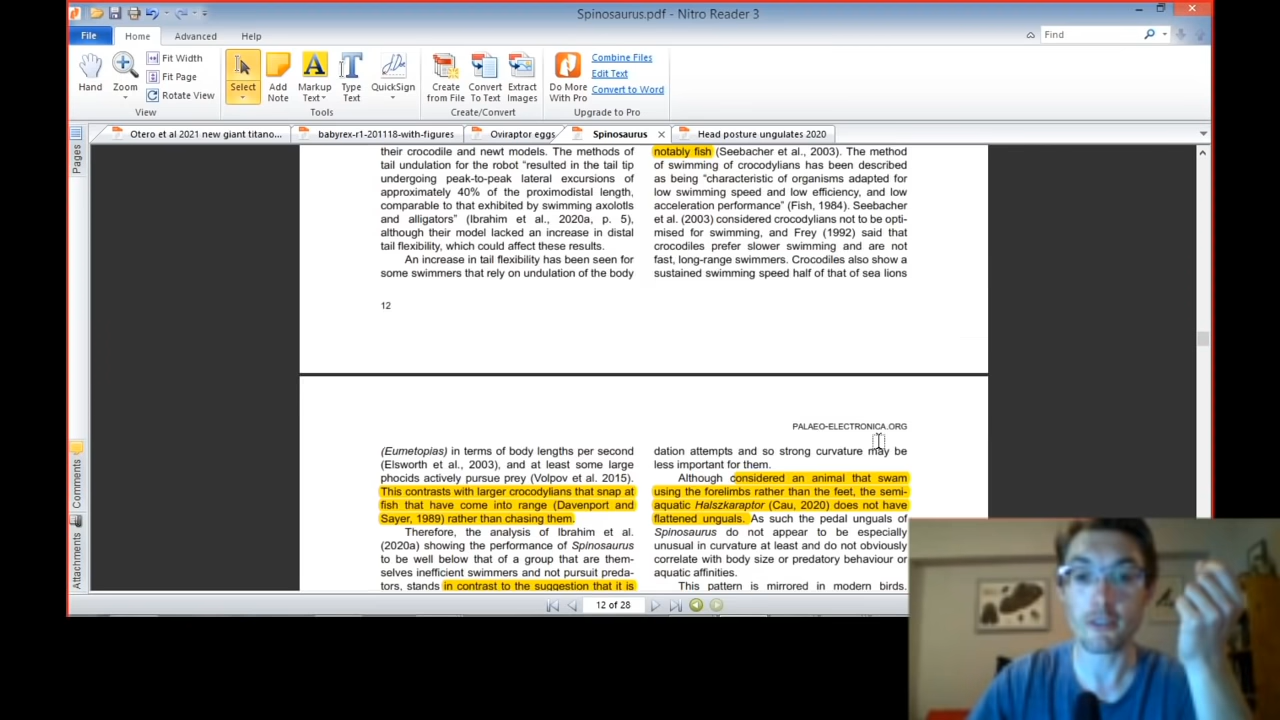 Spinosaurus.pdf - Nitro Reader 3
File
Home
Advanced
Help
Find
Hand
Zoom
Fit Width
Fit Page
Rotate View
View
Select
Add
Note
Markup
Text
Type
Text
QuickSign
Tools
Create
from File
Convert
To Text
Extract
Images
Create/Convert
Do More
With Pro
Combine Files
Edit Text
Convert to Word
Upgrade to Pro
Otero et al 2021 new giant titano...
babyrex-r1-201118-with-figures
Oviraptor eggs
Spinosaurus
Head posture ungulates 2020
Pages
Comments
Attachments
their crocodile and newt models. The methods of
tail undulation for the robot "resulted in the tail tip
undergoing peak-to-peak lateral excursions of
approximately 40% of the proximodistal length,
comparable to that exhibited by swimming axolotls
and alligators" (Ibrahim et al., 2020a, p. 5),
although their model lacked an increase in distal
tail flexibility, which could affect these results.
An increase in tail flexibility has been seen for
some swimmers that rely on undulation of the body
notably fish (Seebacher et al., 2003). The method
of swimming of crocodylians has been described
as being "characteristic of organisms adapted for
low swimming speed and low efficiency, and low
acceleration performance" (Fish, 1984). Seebacher
et al. (2003) considered crocodylians not to be opti-
mised for swimming, and Frey (1992) said that
crocodiles prefer slower swimming and are not
fast, long-range swimmers. Crocodiles also show a
sustained swimming speed half of that of sea lions
12
PALAEO-ELECTRONICA.ORG
(Eumetopias) in terms of body lengths per second
(Elsworth et al., 2003), and at least some large
phocids actively pursue prey (Volpov et al. 2015).
This contrasts with larger crocodylians that snap at
fish that have come into range (Davenport and
Sayer, 1989) rather than chasing them.
Therefore, the analysis of Ibrahim et al.
(2020a) showing the performance of Spinosaurus
to be well below that of a group that are them-
selves inefficient swimmers and not pursuit preda-
tors, stands in contrast to the suggestion that it is
dation attempts and so strong curvature may be
less important for them.
Although considered an animal that swam
using the forelimbs rather than the feet, the semi-
aquatic Halszkaraptor (Cau, 2020) does not have
flattened unguals. As such the pedal unguals of
Spinosaurus do not appear to be especially
unusual in curvature at least and do not obviously
correlate with body size or predatory behaviour or
aquatic affinities.
This pattern is mirrored in modern birds.
12 of 28